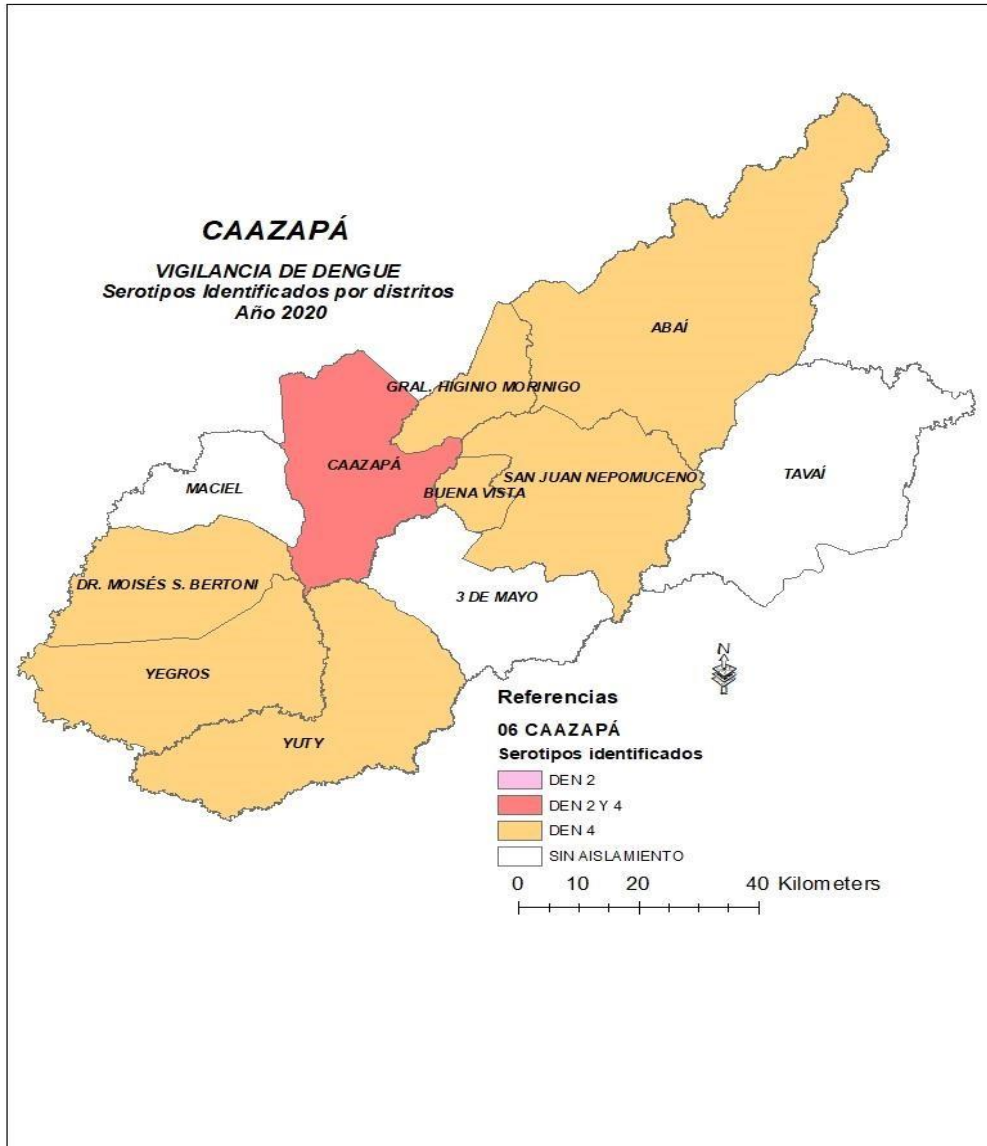 CAAZAPÁ
VIGILANCIA DE DENGUE
Serotipos Identificados por distritos
Año 2020
ABAÍ
GRAL. HIGINIO MORINIGO
CAAZAPÁ
SAN JUAN NEPOMUCENO
TAVAÍ
MACIEL
BUENA VISTA
DR. MOISÉS S. BERTONI
3 DE MAYO
YEGROS
YUTY
N
Referencias
06 CAAZAPÁ
Serotipos identificados
DEN 2
DEN 2 Y 4
DEN 4
SIN AISLAMIENTO
0 10 20 40 Kilometers